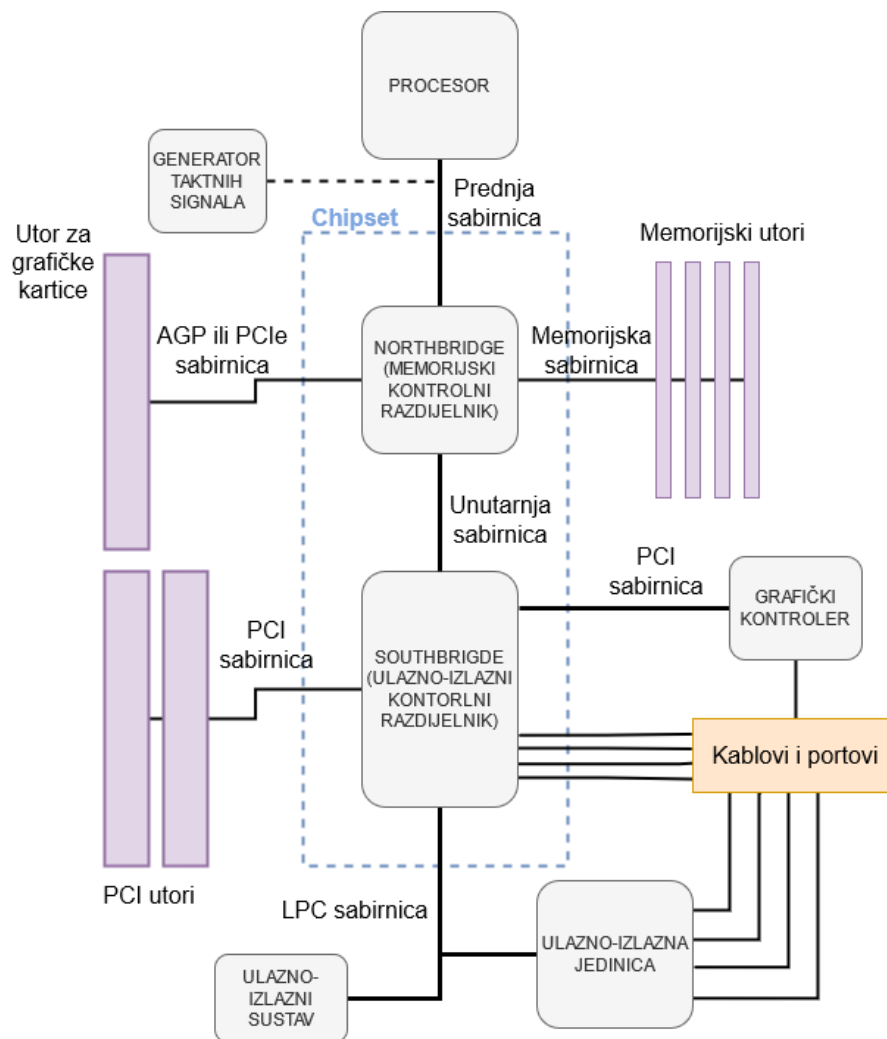 PROCESOR
GENERATOR
TAKTNIH
SIGNALA
Prednja
sabirnica
Chipset
Utor za
grafičke
kartice
Memorijski utori
AGP ili PCIe
sabirnica
NORTHBRIDGE
(MEMORIJSKI
KONTROLNI
RAZDIJELNIK)
Memorijska
sabirnica
Unutarnja
sabirnica
PCI
sabirnica
GRAFIČKI
KONTROLER
PCI
sabirnica
SOUTHBRIGDE
(ULAZNO-IZLAZNI
KONTORLNI
RAZDIJELNIK)
Kablovi i portovi
PCI utori
LPC sabirnica
ULAZNO-IZLAZNA
JEDINICA
ULAZNO-
IZLAZNI
SUSTAV